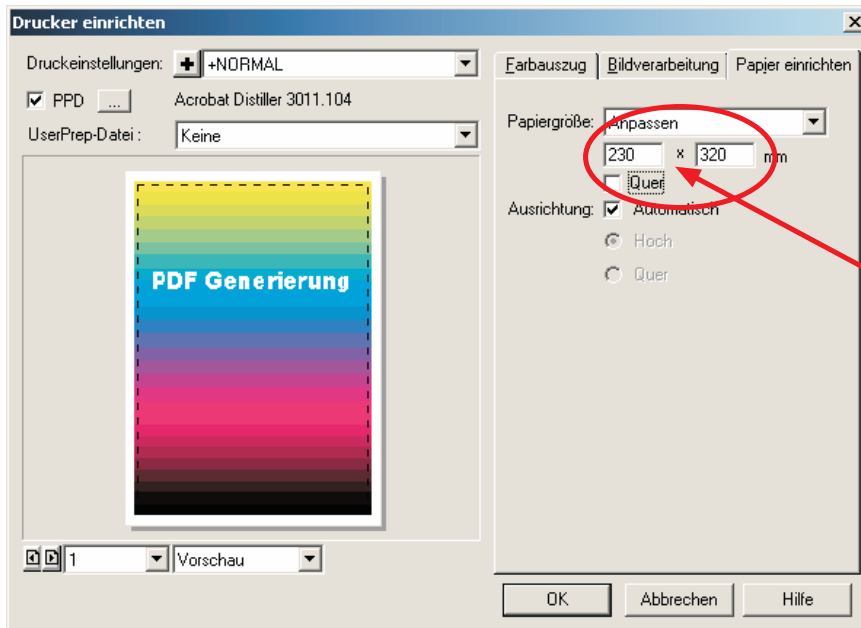 Drucker einrichten
Druckeinstellungen: +NORMAL
PPD ... Acrobat Distiller 3011.104
UserPrep-Datei : Keine
PDF Generierung
1 Vorschau
Farbauszug Bildverarbeitung Papier einrichten
Papiergröße: Anpassen
230 x 320 mm
Quer
Ausrichtung: Automatisch
Hoch
Quer
OK Abbrechen Hilfe